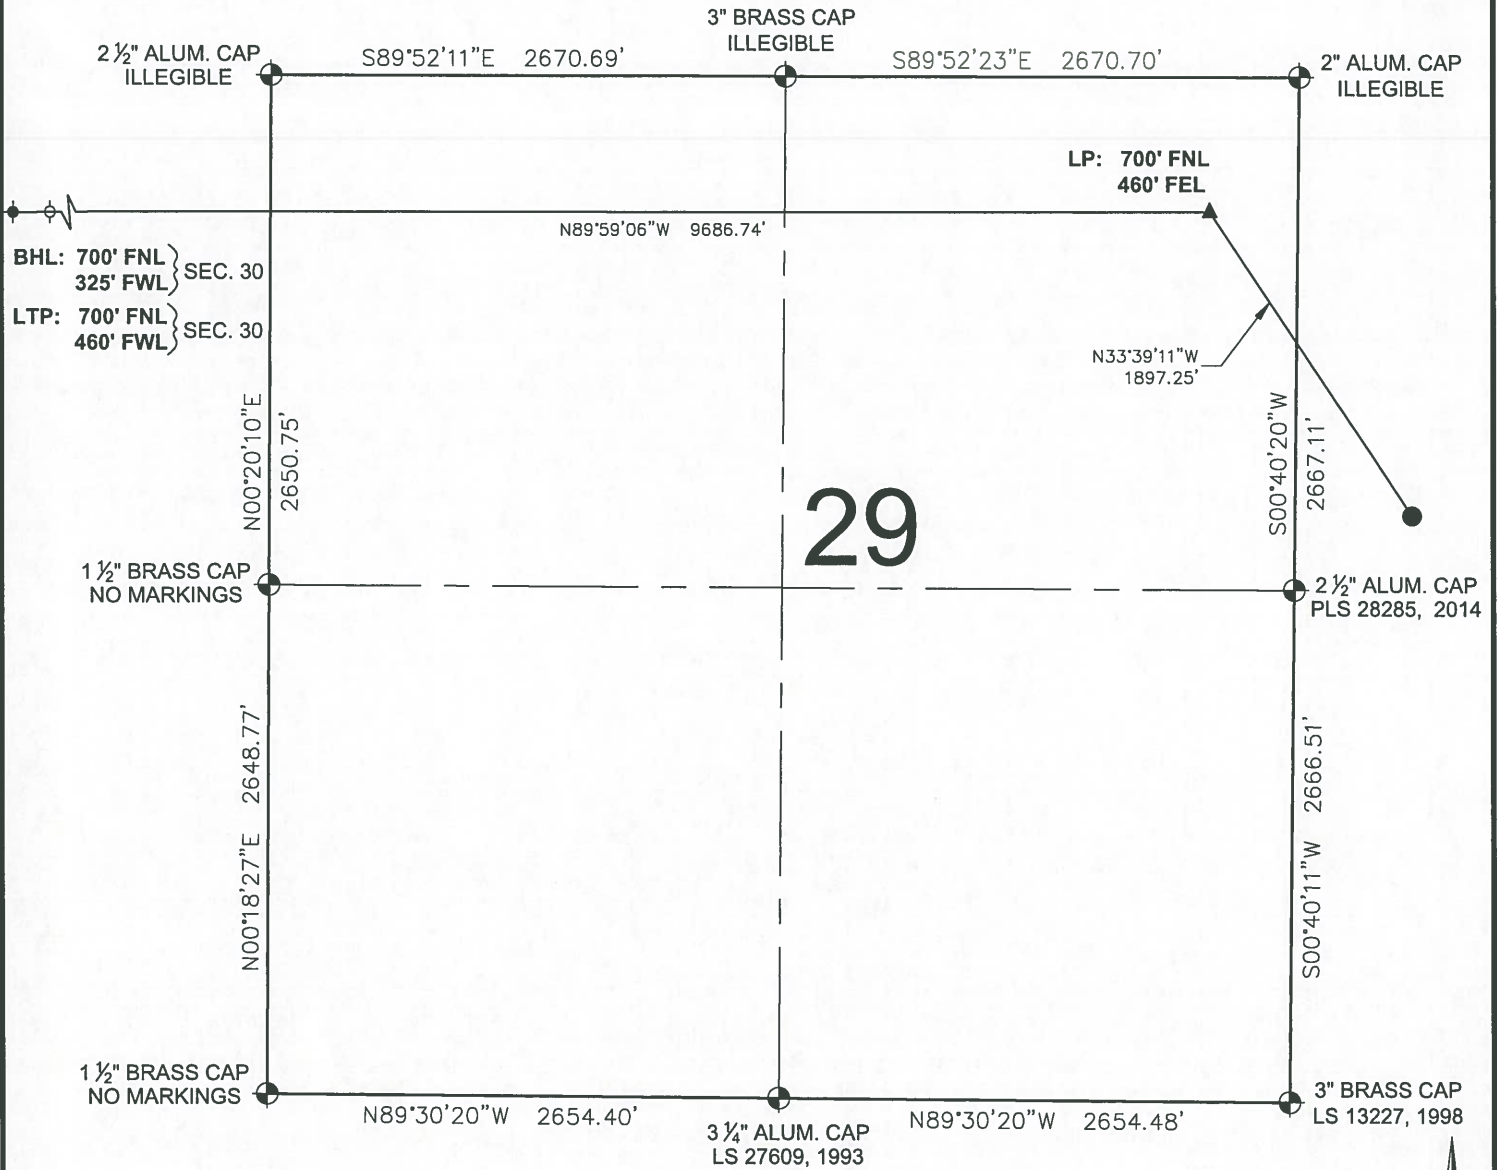 3" BRASS CAP
ILLEGIBLE
2 ½" ALUM. CAP
ILLEGIBLE
S89°52'11"E 2670.69'
S89°52'23"E 2670.70'
2" ALUM. CAP
ILLEGIBLE
LP: 700' FNL
460' FEL
N89°59'06"W 9686.74'
BHL: 700' FNL
325' FWL
SEC. 30
LTP: 700' FNL
460' FWL
SEC. 30
N33°39'11"W
1897.25'
N00°20'10"E
2650.75'
S00°40'20"W
2667.11'
29
1 ½" BRASS CAP
NO MARKINGS
2 ½" ALUM. CAP
PLS 28285, 2014
N00°18'27"E 2648.77'
S00°40'11"W 2666.51'
1 ½" BRASS CAP
NO MARKINGS
N89°30'20"W 2654.40'
3 ¼" ALUM. CAP
LS 27609, 1993
N89°30'20"W 2654.48'
3" BRASS CAP
LS 13227, 1998